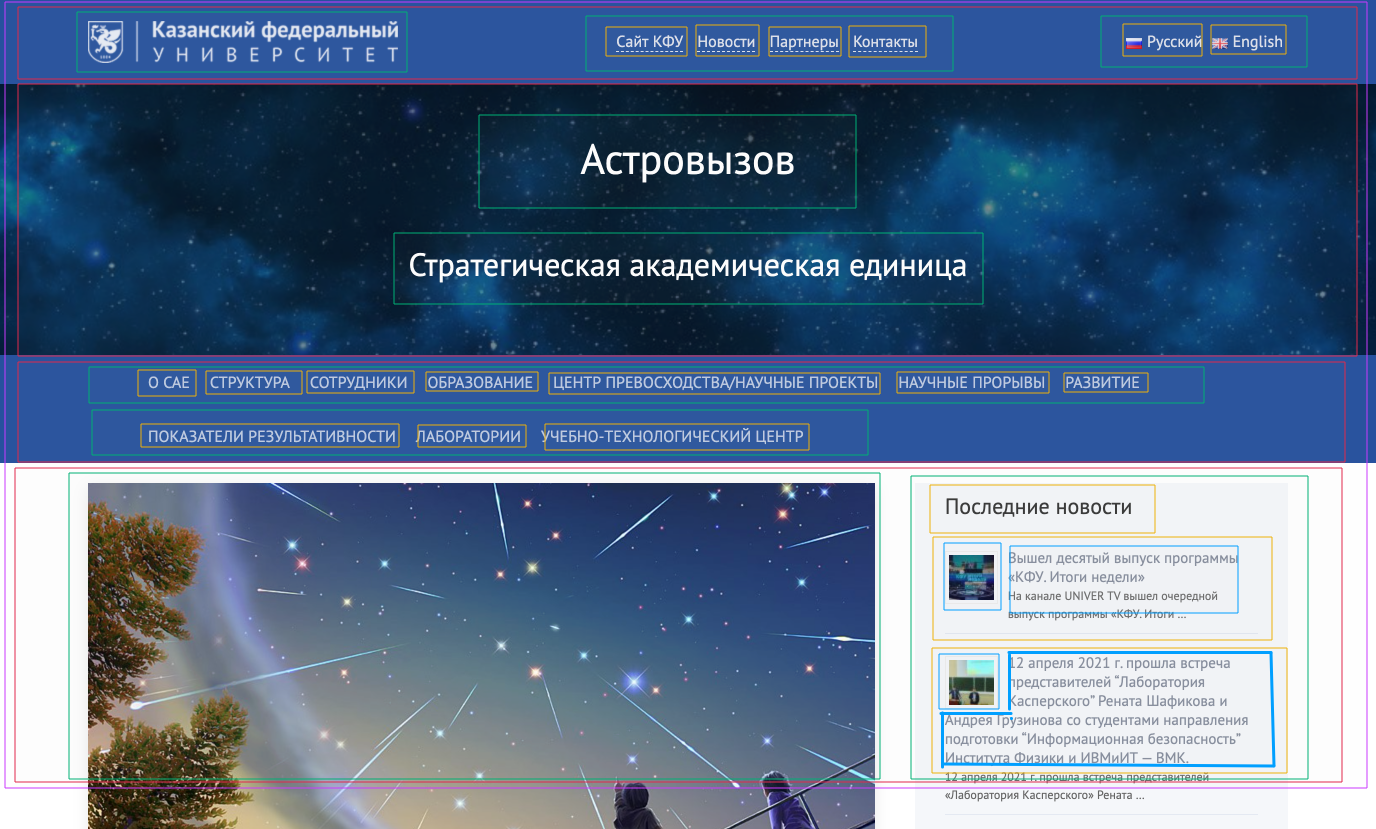 Казанский федеральный
УНИВЕРСИТЕТ
Сайт КФУ Новости Партнеры Контакты
Русский English
Астровызов
Стратегическая академическая единица
О САЕ СТРУКТУРА СОТРУДНИКИ ОБРАЗОВАНИЕ ЦЕНТР ПРЕВОСХОДСТВА/НАУЧНЫЕ ПРОЕКТЫ НАУЧНЫЕ ПРОРЫВЫ РАЗВИТИЕ
ПОКАЗАТЕЛИ РЕЗУЛЬТАТИВНОСТИ ЛАБОРАТОРИИ УЧЕБНО-ТЕХНОЛОГИЧЕСКИЙ ЦЕНТР
Последние новости
Вышел десятый выпуск программы
«КФУ. Итоги недели»
На канале UNIVER TV вышел очередной
выпуск программы «КФУ. Итоги ...
12 апреля 2021 г. прошла встреча
представителей “Лаборатория
Касперского” Рената Шафикова и
Андрея Грузинова со студентами направления
подготовки “Информационная безопасность”
Института Физики и ИВМиИТ — ВМК.
12 апреля 2021 г. прошла встреча представителей
«Лаборатория Касперского» Рената ...